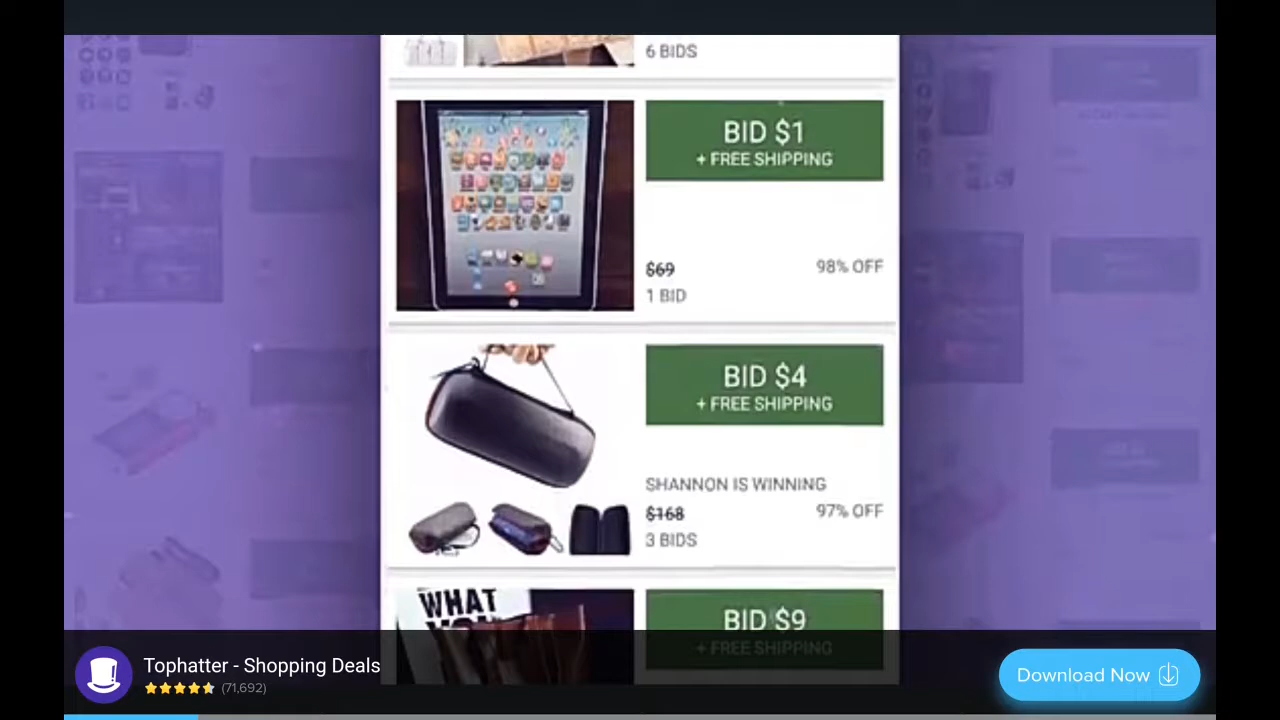 6 BIDS
BID $1
+ FREE SHIPPING
$69
98% OFF
1 BID
BID $4
+ FREE SHIPPING
SHANNON IS WINNING
$168
97% OFF
3 BIDS
WHAT
BID $9
+ FREE SHIPPING
Tophatter - Shopping Deals
(71,692)
Download Now